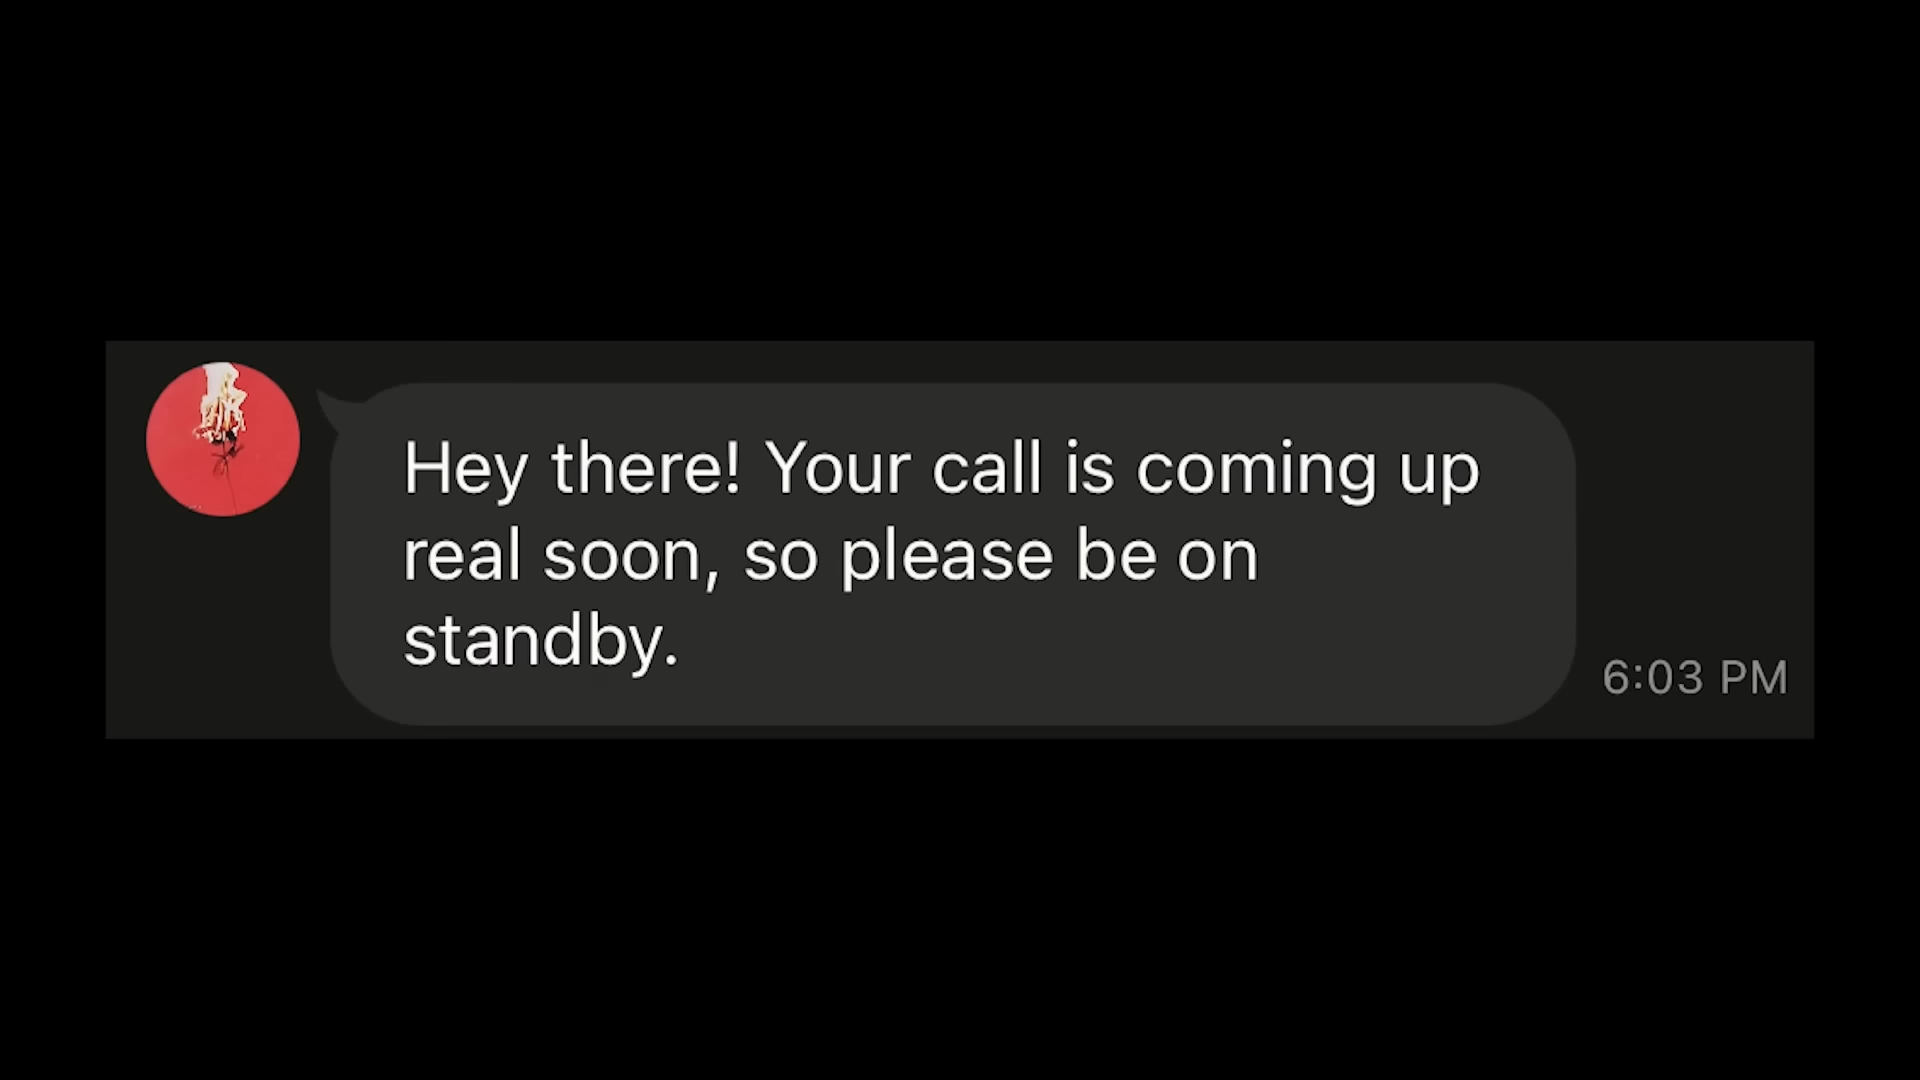 Hey there! Your call is coming up
real soon, so please be on
standby.
6:03 PM